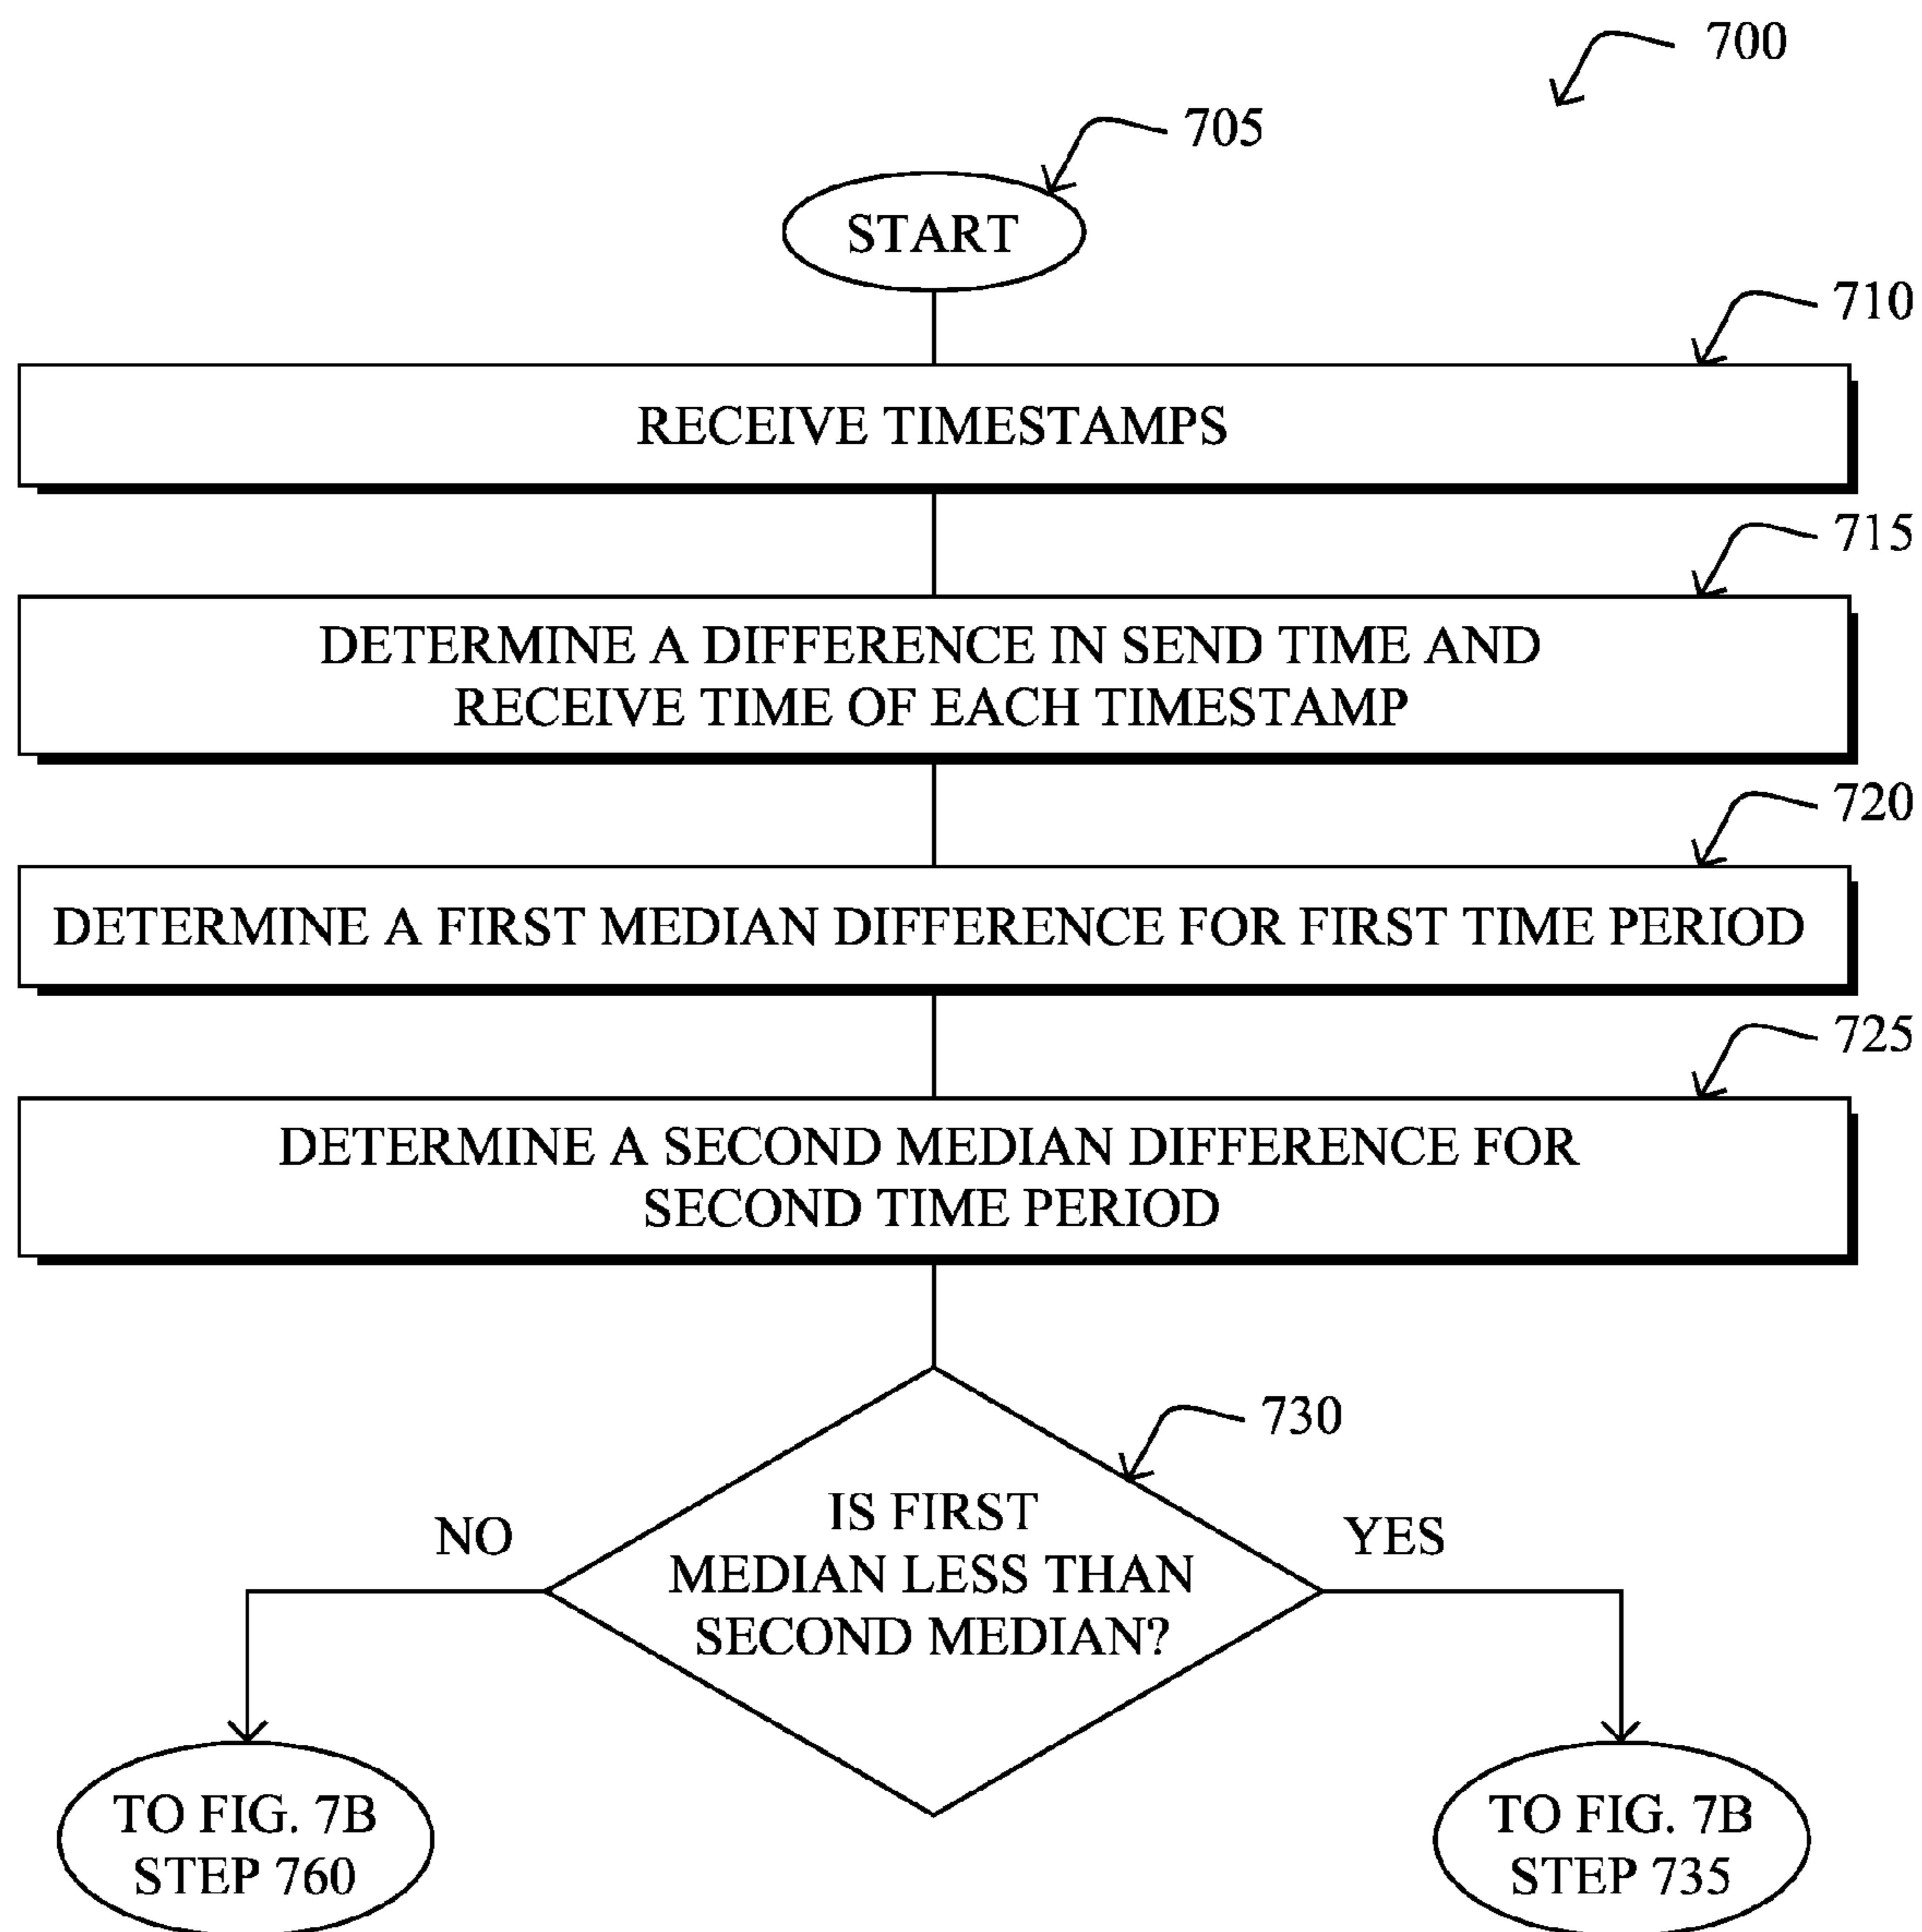 700
705
START
710
RECEIVE TIMESTAMPS
715
DETERMINE A DIFFERENCE IN SEND TIME AND
RECEIVE TIME OF EACH TIMESTAMP
720
DETERMINE A FIRST MEDIAN DIFFERENCE FOR FIRST TIME PERIOD
725
DETERMINE A SECOND MEDIAN DIFFERENCE FOR
SECOND TIME PERIOD
730
IS FIRST
MEDIAN LESS THAN
SECOND MEDIAN?
NO
YES
TO FIG. 7B
STEP 760
TO FIG. 7B
STEP 735